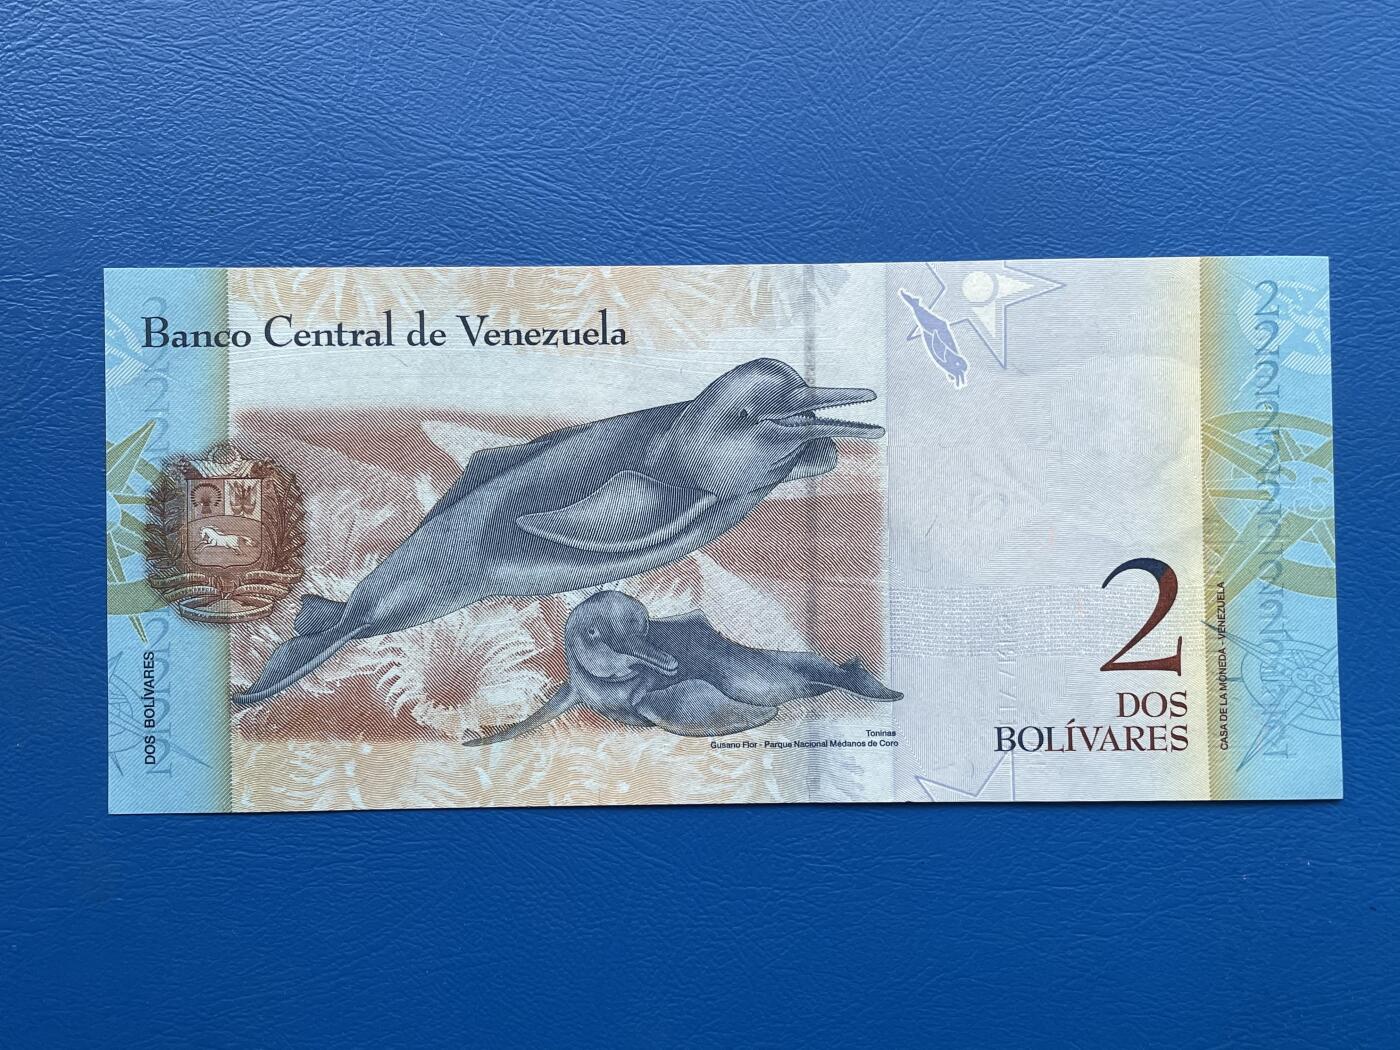 Banco Central de Venezuela
DOS BOLÍVARES
Toninas
Gusano Flor - Parque Nacional Médanos de Coro
2
DOS
BOLÍVARES
CASA DE LA MONEDA - VENEZUELA